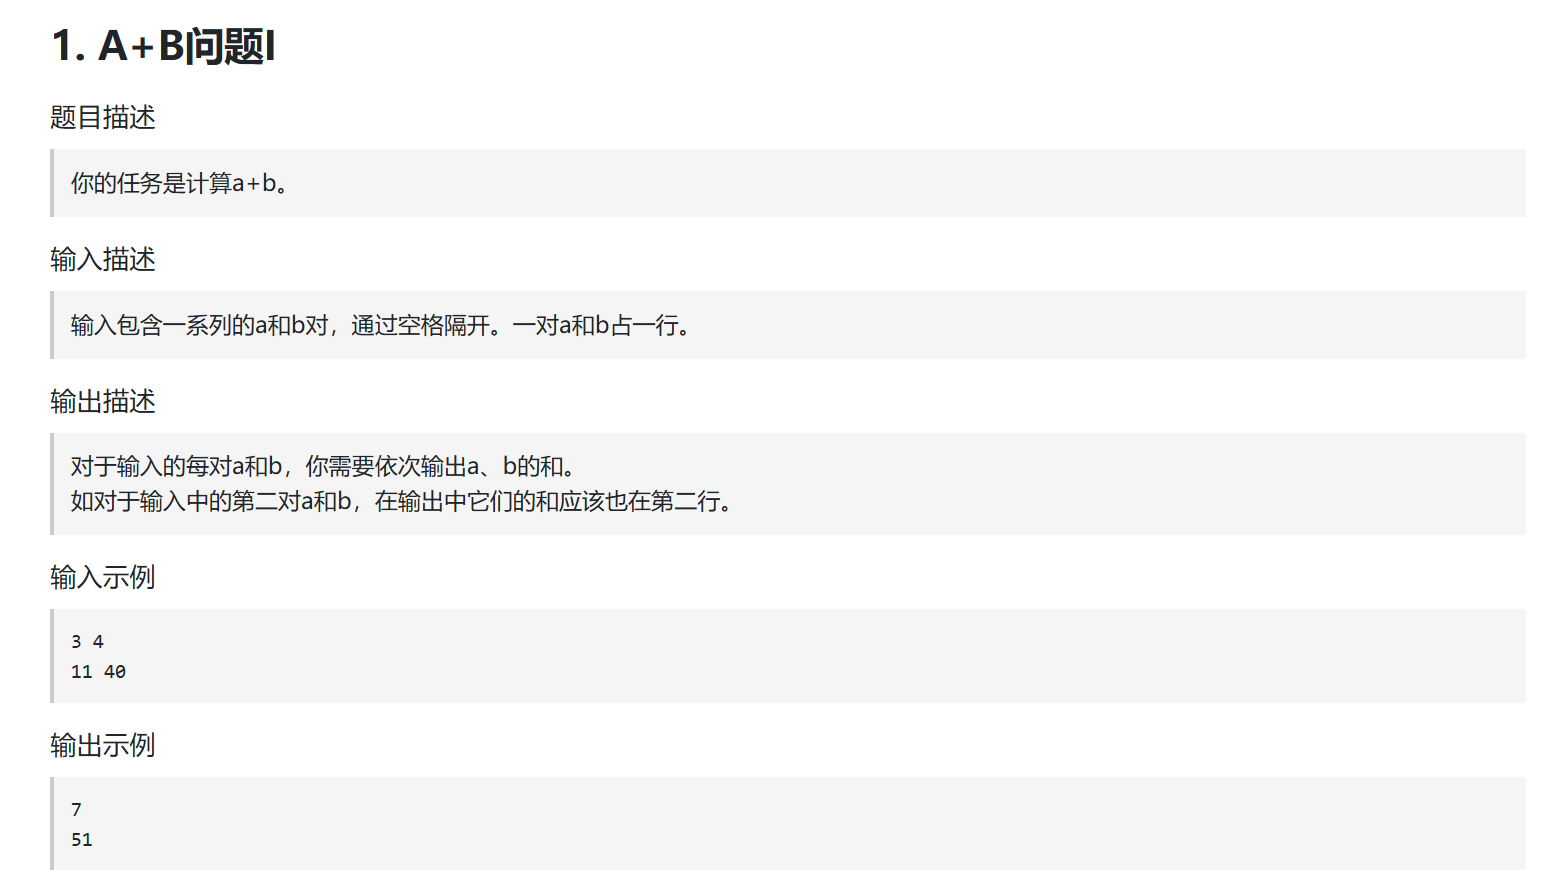 1. A+B问题I
题目描述
你的任务是计算a+b。
输入描述
输入包含一系列的a和b对，通过空格隔开。一对a和b占一行。
输出描述
对于输入的每对a和b，你需要依次输出a、b的和。
如对于输入中的第二对a和b，在输出中它们的和应该也在第二行。
输入示例
3 4
11 40
输出示例
7
51